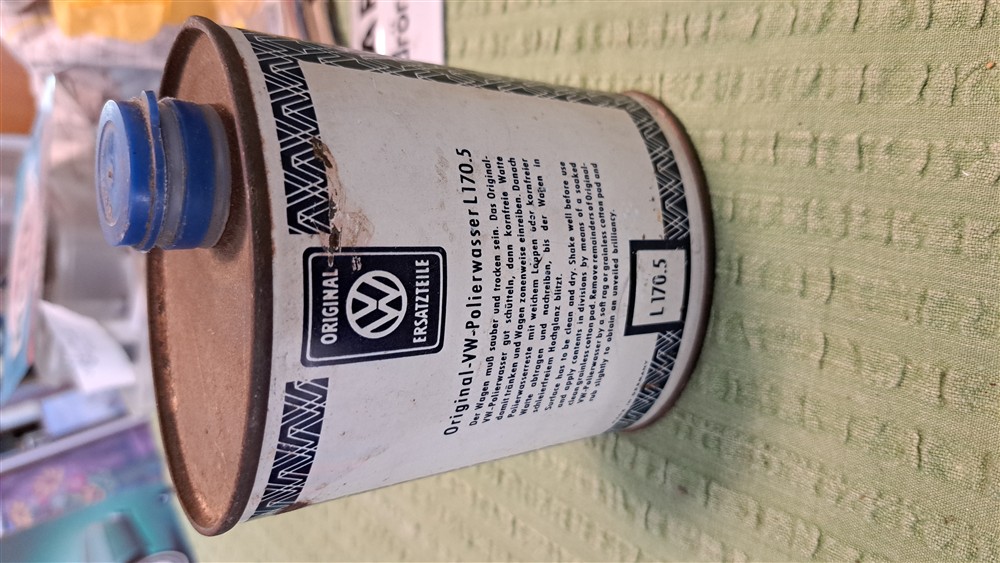 ORIGINAL
VW
ERSATZTEILE
Original-VW-Polierwasser L170.5
Der Wagen muß sauber und trocken sein. Das Original-
VW-Polierwasser gut schütteln, dann kornfreie Watte
damit tränken und Wagen zonenweise einreiben. Danach
Polierwasserreste mit weichem Lappen oder kornfreier
Watte abtragen und nachreiben, bis der Wagen in
schleierfreiem Hochglanz blitzt.
Surface has to be clean and dry. Shake well before use
and apply contents in divisions by means of a soaked
clean grainless cotton pad. Remove remainders of Original-
VW-Polierwasser by a soft rag or grainless cotton pad and
rub slightly to obtain an unveiled brilliancy.
L170.5